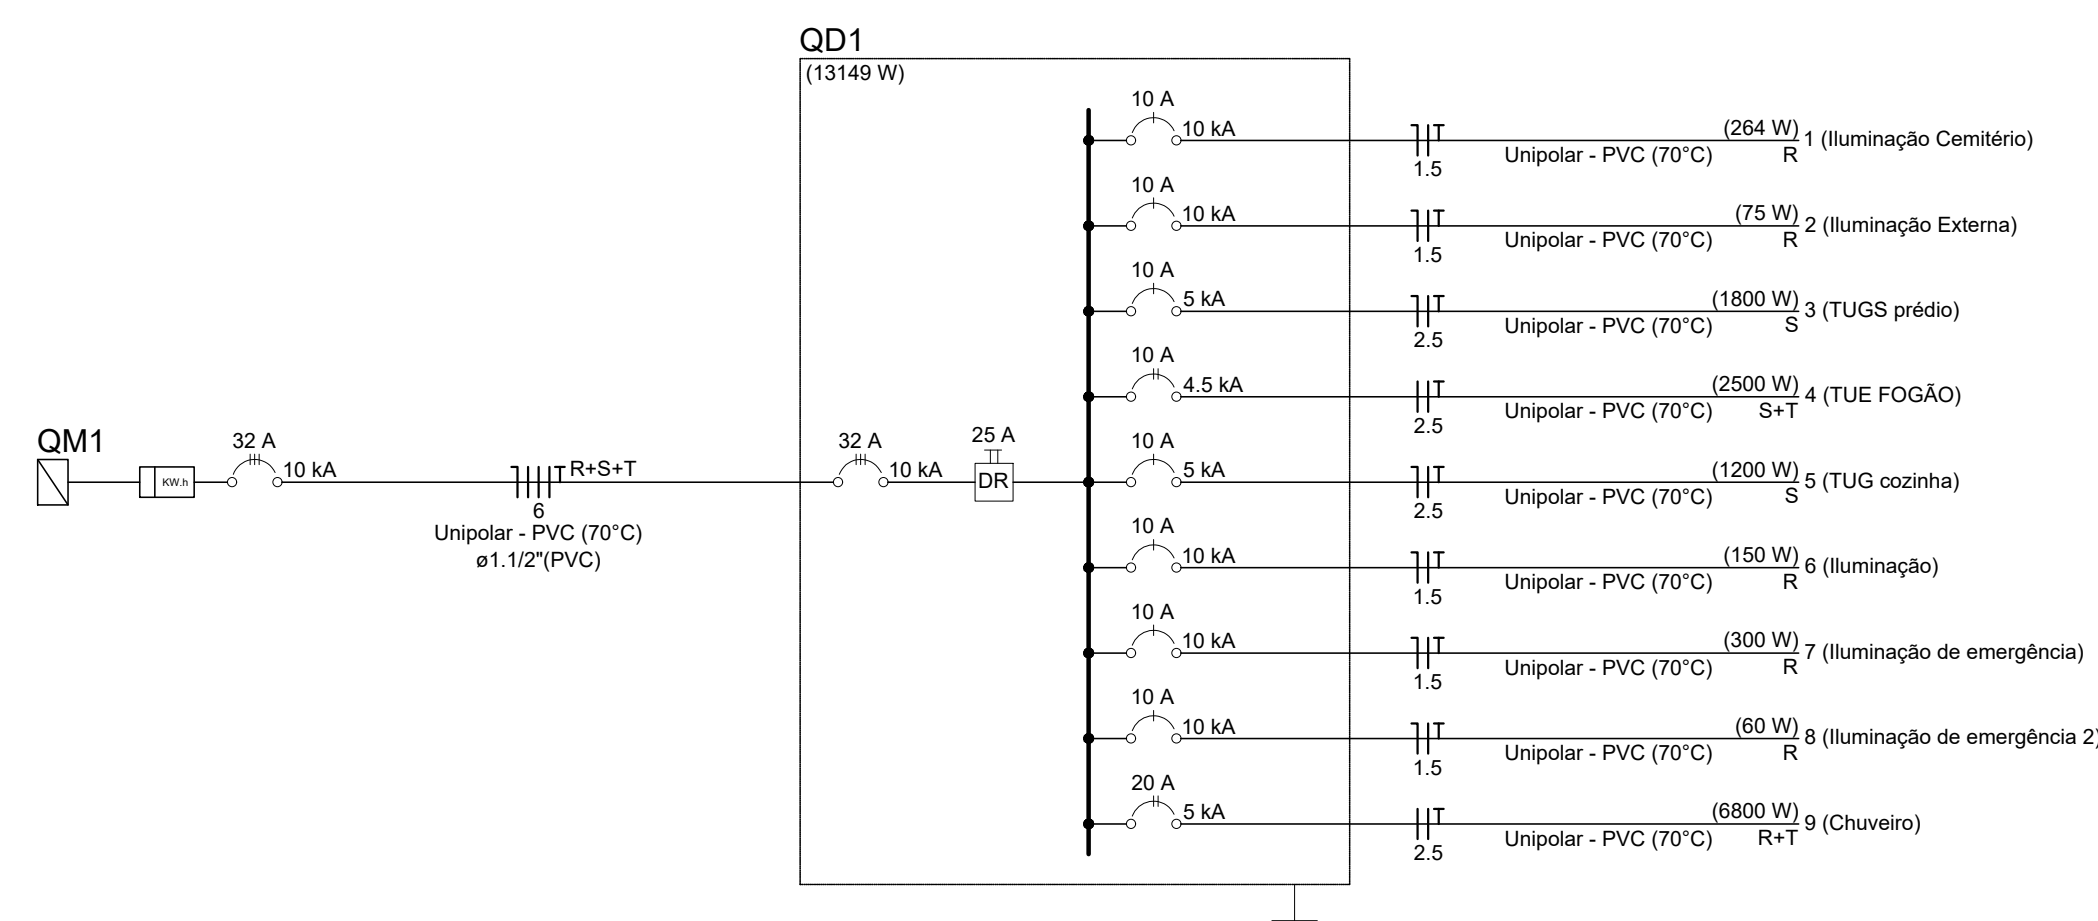 QD1
(13149 W)
10 A
10 kA
1.5
Unipolar - PVC (70°C)
(264 W)
R
1 (Iluminação Cemitério)
10 A
10 kA
1.5
Unipolar - PVC (70°C)
(75 W)
R
2 (Iluminação Externa)
10 A
5 kA
2.5
Unipolar - PVC (70°C)
(1800 W)
S
3 (TUGS prédio)
10 A
4.5 kA
2.5
Unipolar - PVC (70°C)
(2500 W)
S+T
4 (TUE FOGÃO)
QM1
KW.h
32 A
10 kA
R+S+T
6
Unipolar - PVC (70°C)
ø1.1/2"(PVC)
32 A
10 kA
25 A
DR
10 A
5 kA
2.5
Unipolar - PVC (70°C)
(1200 W)
S
5 (TUG cozinha)
10 A
10 kA
1.5
Unipolar - PVC (70°C)
(150 W)
R
6 (Iluminação)
10 A
10 kA
1.5
Unipolar - PVC (70°C)
(300 W)
R
7 (Iluminação de emergência)
10 A
10 kA
1.5
Unipolar - PVC (70°C)
(60 W)
R
8 (Iluminação de emergência 2)
20 A
5 kA
2.5
Unipolar - PVC (70°C)
(6800 W)
R+T
9 (Chuveiro)